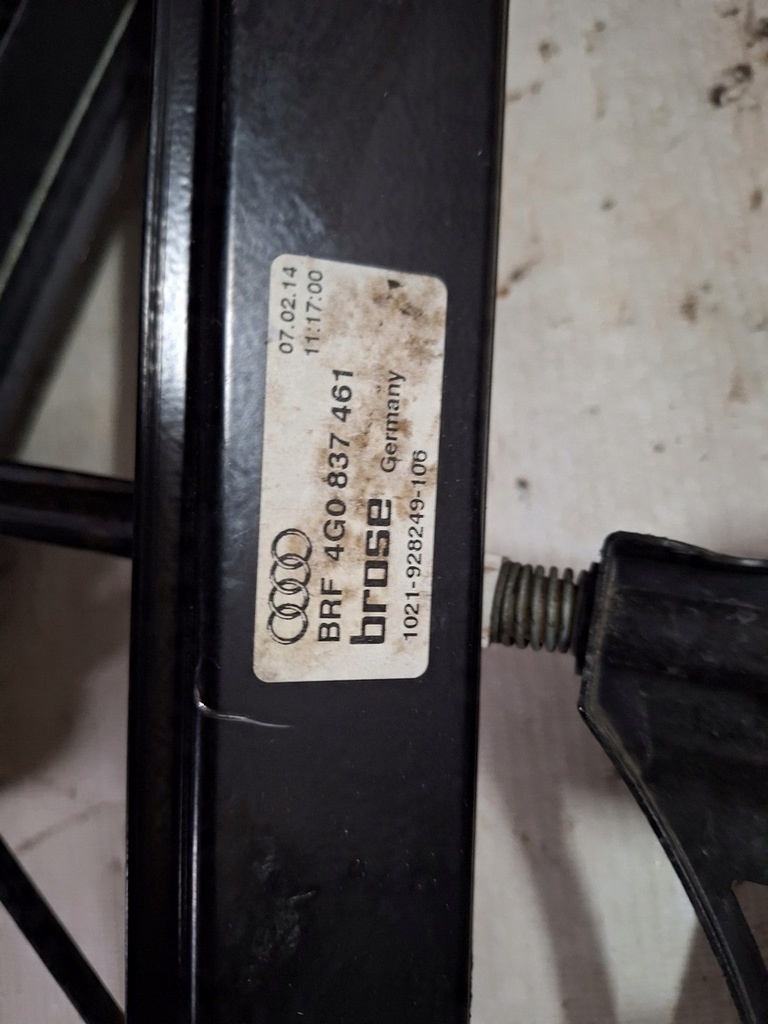 07.02.14
11:17:00
BRF 4G0 837 461
brose Germany
1021-928249-106